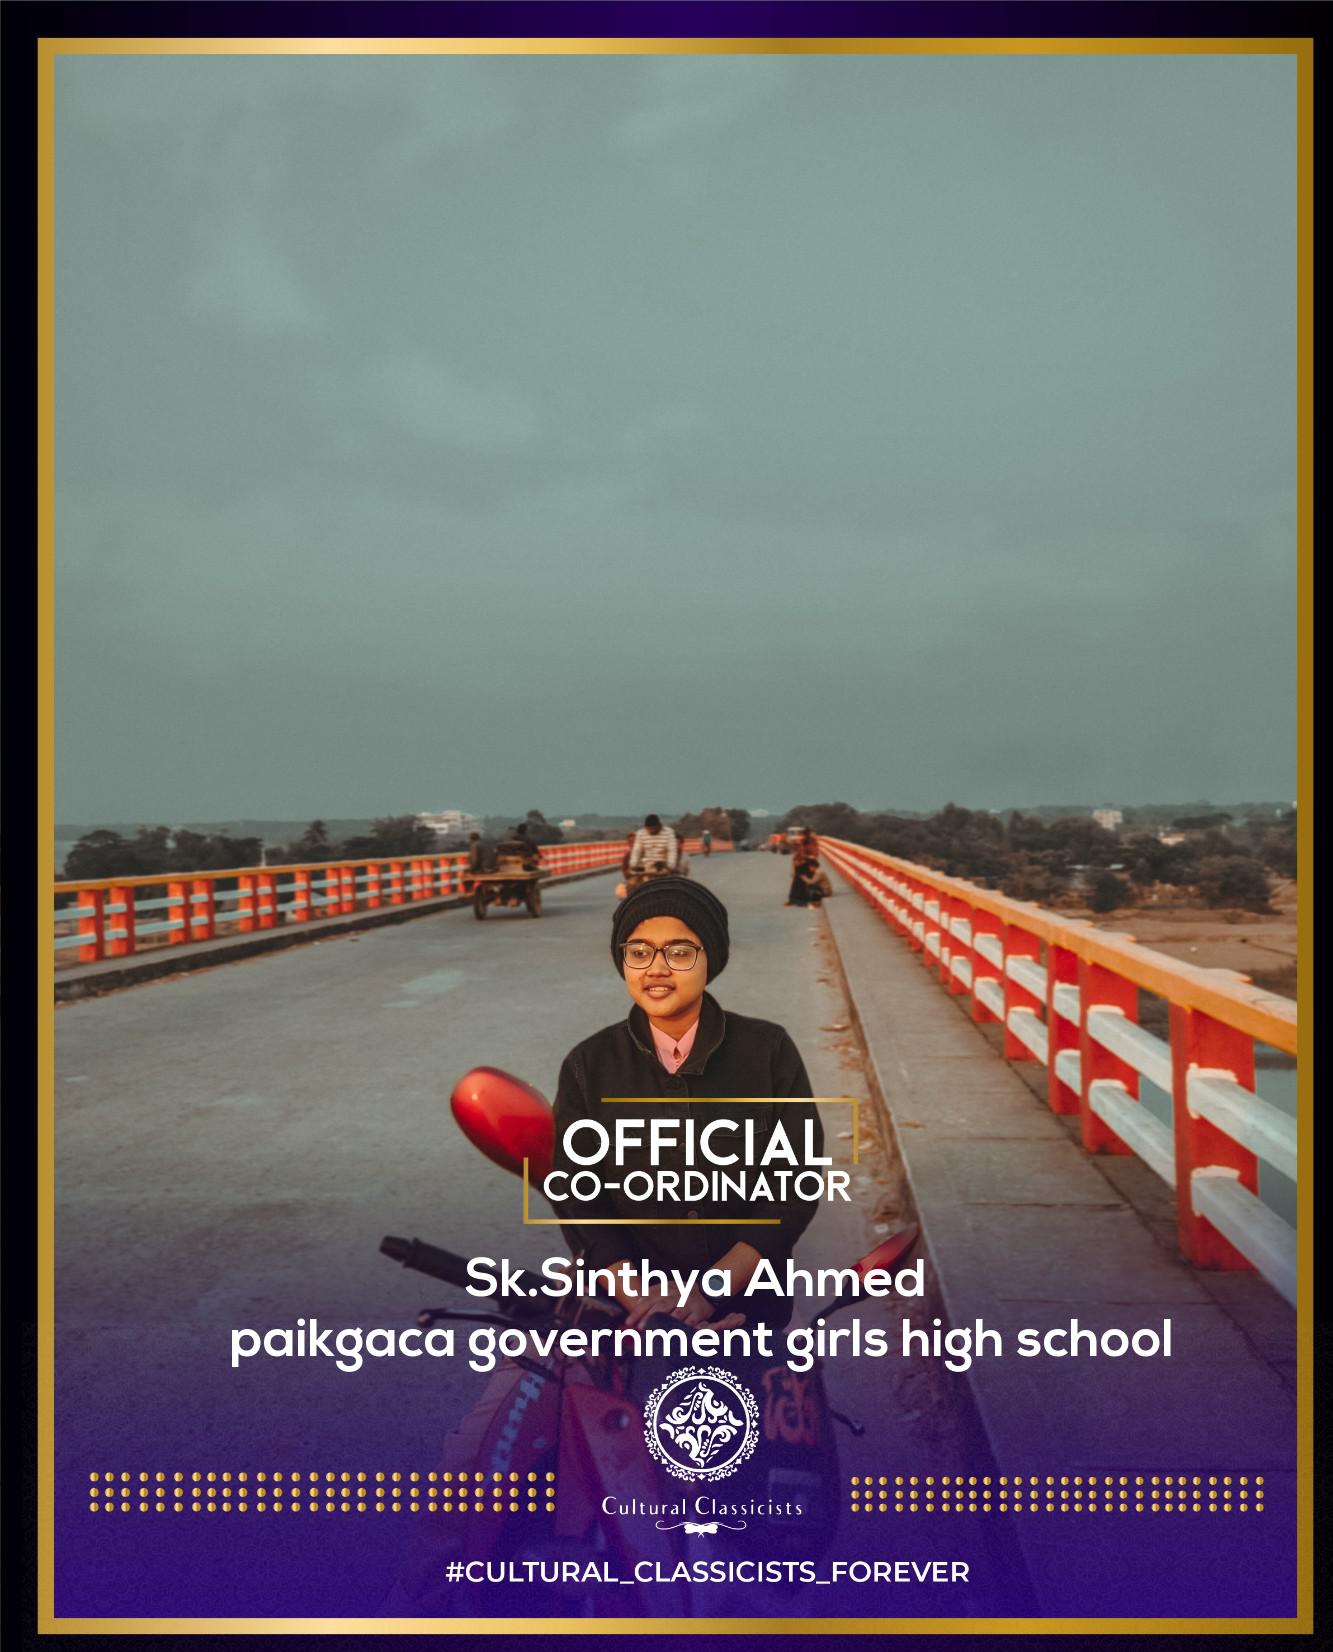 OFFICIAL
CO-ORDINATOR
Sk.Sinthya Ahmed
paikgaca government girls high school
Cultural Classicists
#CULTURAL_CLASSICISTS_FOREVER